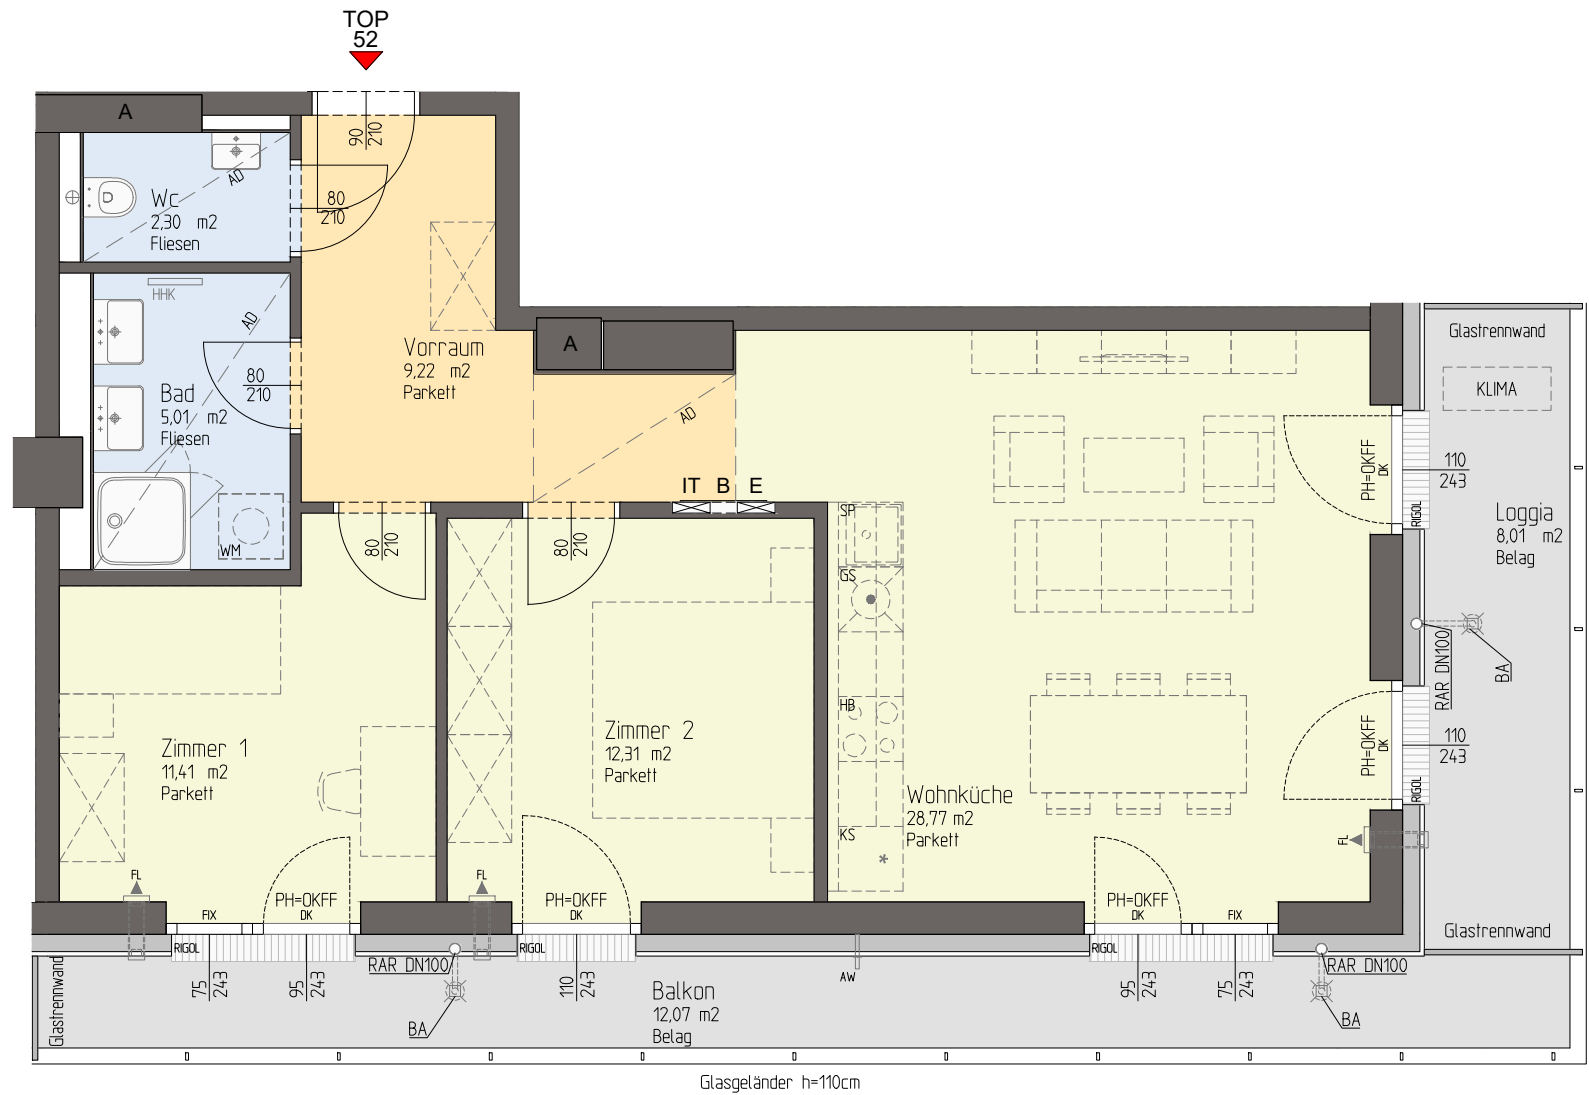 TOP
52
A
90
210
AD
80
210
Wc
2,30 m2
Fliesen
HHK
AD
80
210
Bad
5,01 m2
Fliesen
WM
Vorraum
9,22 m2
Parkett
A
AD
IT B E
80
210
80
210
Glastrennwand
KLIMA
PH=OKFF
DK
RIGOL
110
243
Loggia
8,01 m2
Belag
SP
GS
HB
KS
RAR DN100
BA
PH=OKFF
DK
RIGOL
110
243
Zimmer 1
11,41 m2
Parkett
Zimmer 2
12,31 m2
Parkett
Wohnküche
28,77 m2
Parkett
FL
FL
FL
PH=OKFF
DK
FIX
PH=OKFF
DK
PH=OKFF
DK
FIX
Glastrennwand
RIGOL
RIGOL
RIGOL
Glastrennwand
75
243
95
243
RAR DN100
BA
110
243
Balkon
12,07 m2
Belag
AW
95
243
75
243
RAR DN100
BA
Glasgeländer h=110cm